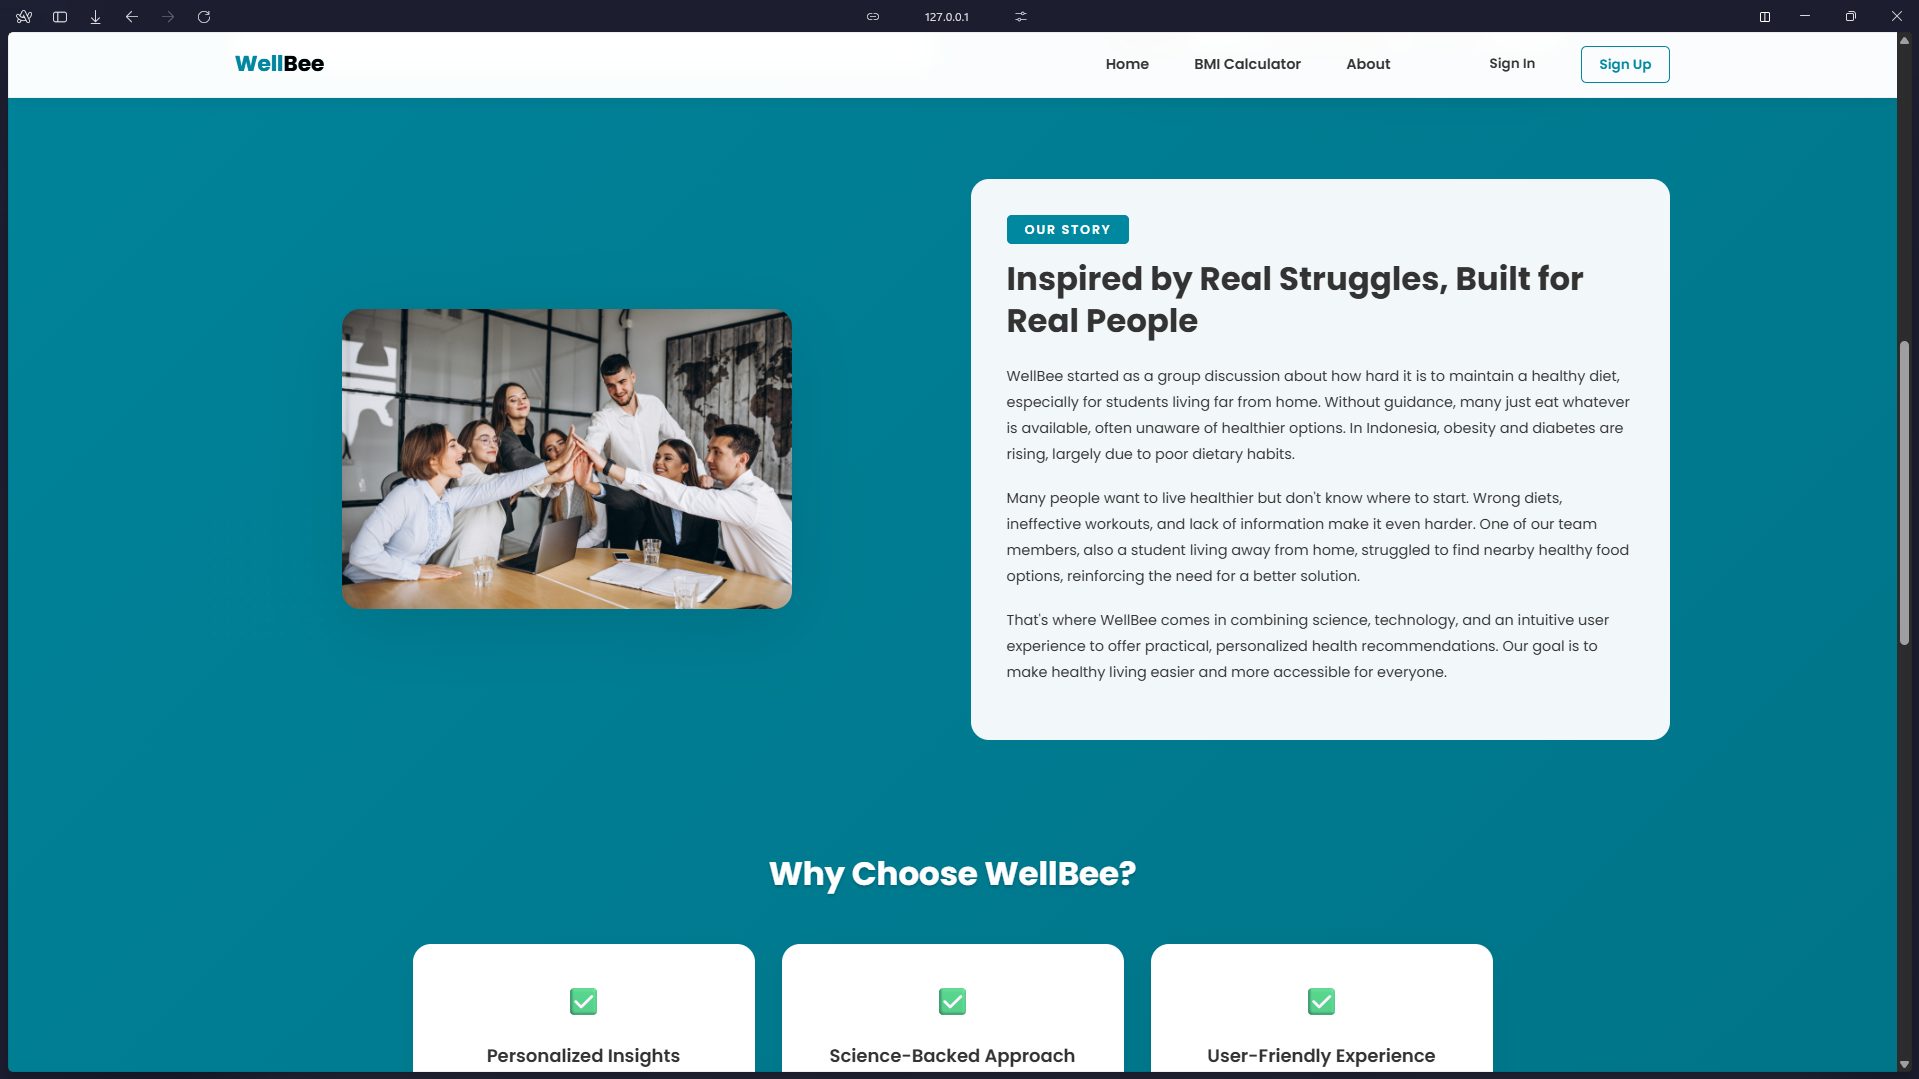 127.0.0.1
WellBee
Home
BMI Calculator
About
Sign In
Sign Up
OUR STORY
Inspired by Real Struggles, Built for
Real People
WellBee started as a group discussion about how hard it is to maintain a healthy diet,
especially for students living far from home. Without guidance, many just eat whatever
is available, often unaware of healthier options. In Indonesia, obesity and diabetes are
rising, largely due to poor dietary habits.
Many people want to live healthier but don't know where to start. Wrong diets,
ineffective workouts, and lack of information make it even harder. One of our team
members, also a student living away from home, struggled to find nearby healthy food
options, reinforcing the need for a better solution.
That's where WellBee comes in combining science, technology, and an intuitive user
experience to offer practical, personalized health recommendations. Our goal is to
make healthy living easier and more accessible for everyone.
Why Choose WellBee?
Personalized Insights
Science-Backed Approach
User-Friendly Experience